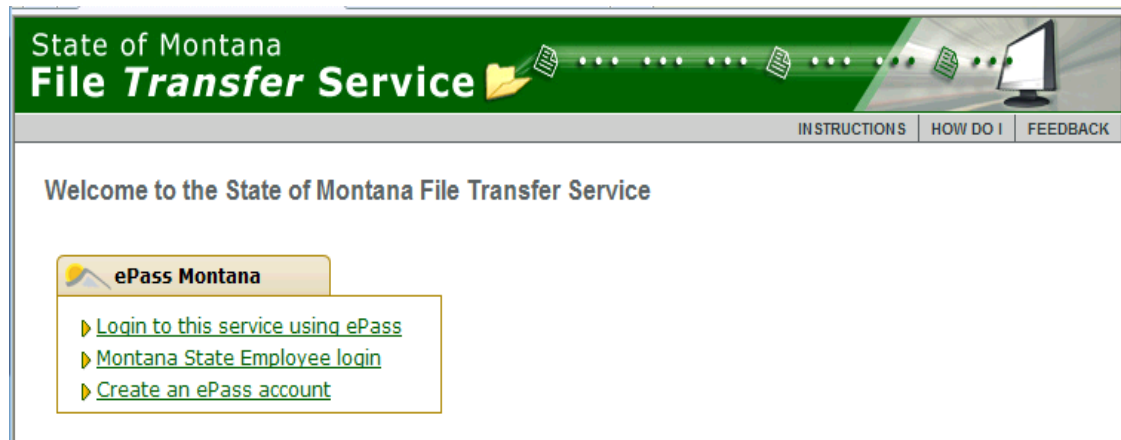 State of Montana
File Transfer Service
INSTRUCTIONS HOW DO I FEEDBACK
Welcome to the State of Montana File Transfer Service
ePass Montana
Login to this service using ePass
Montana State Employee login
Create an ePass account